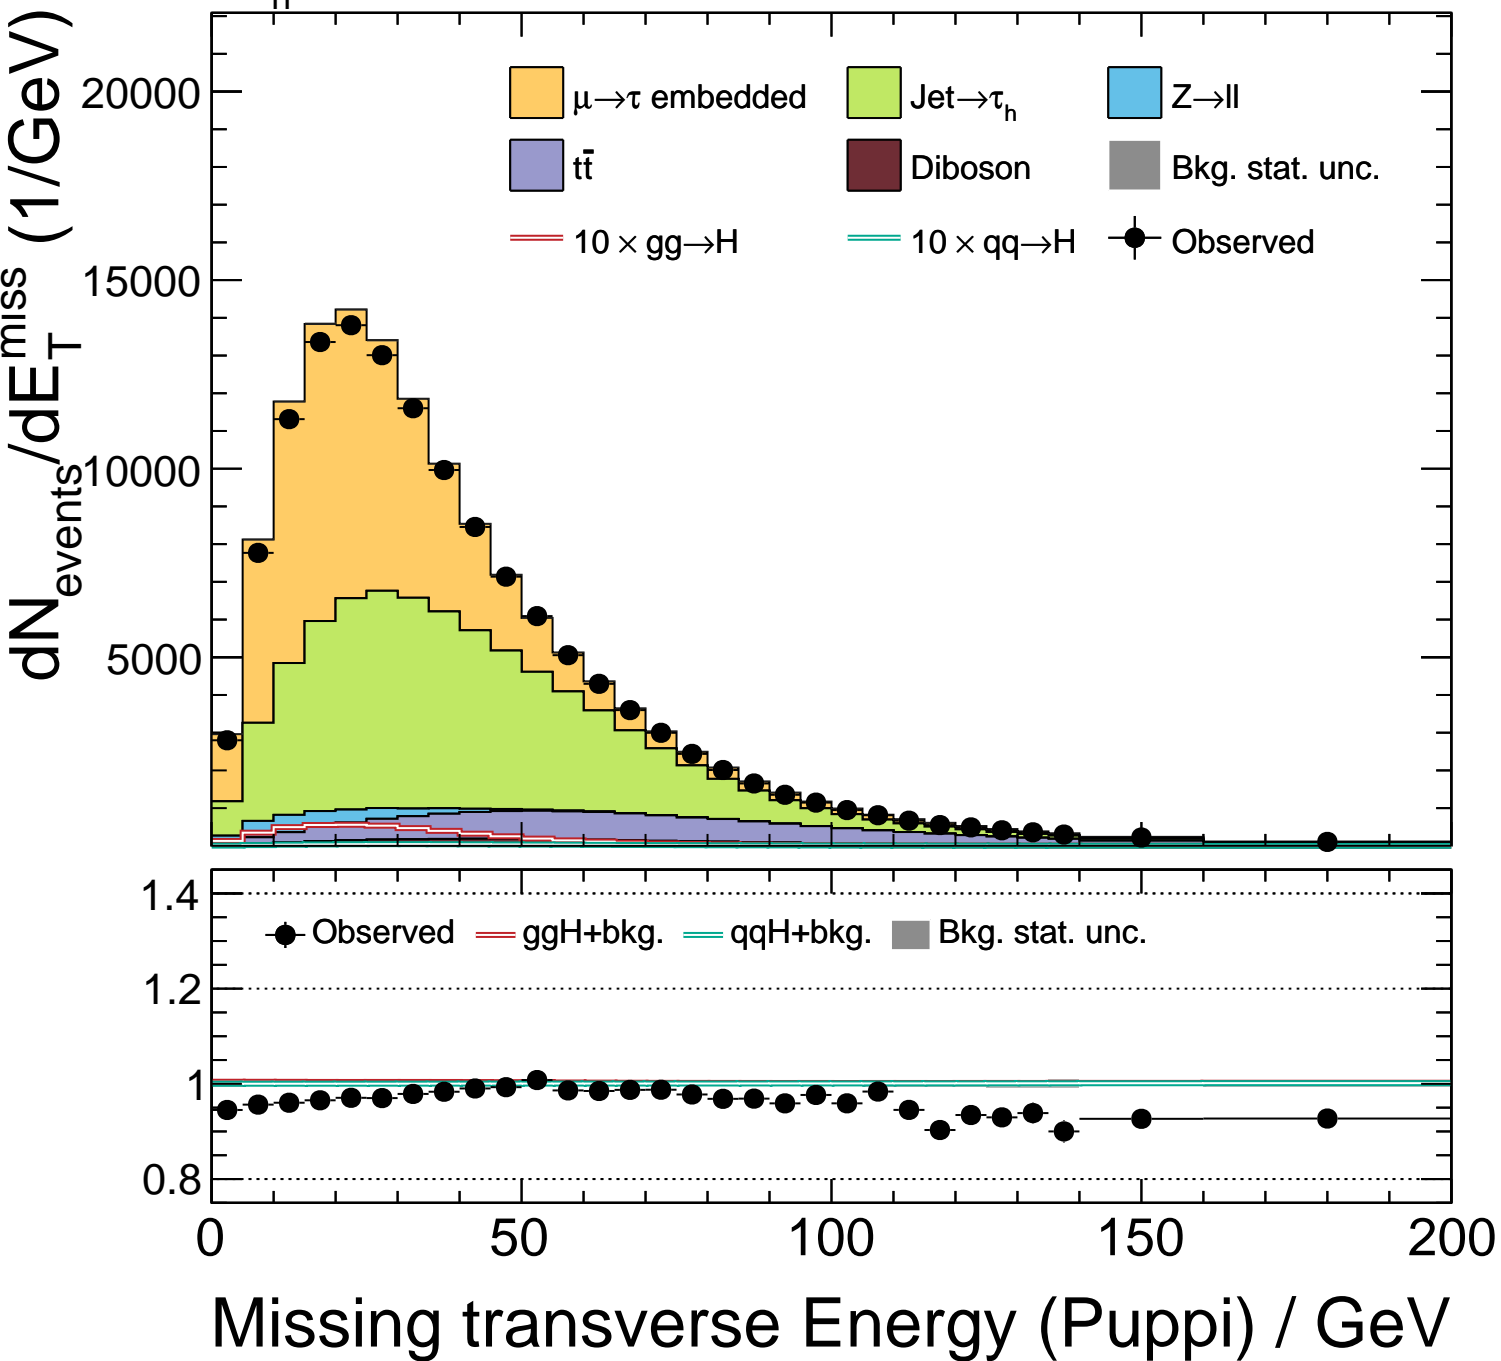 dN_events/dE_T^miss (1/GeV)
20000
15000
10000
5000
μ→τ embedded
Jet→τ_h
Z→ll
tt̄
Diboson
Bkg. stat. unc.
10 × gg→H
10 × qq→H
Observed
1.4
1.2
1
0.8
Observed
ggH+bkg.
qqH+bkg.
Bkg. stat. unc.
0 50 100 150 200
Missing transverse Energy (Puppi) / GeV